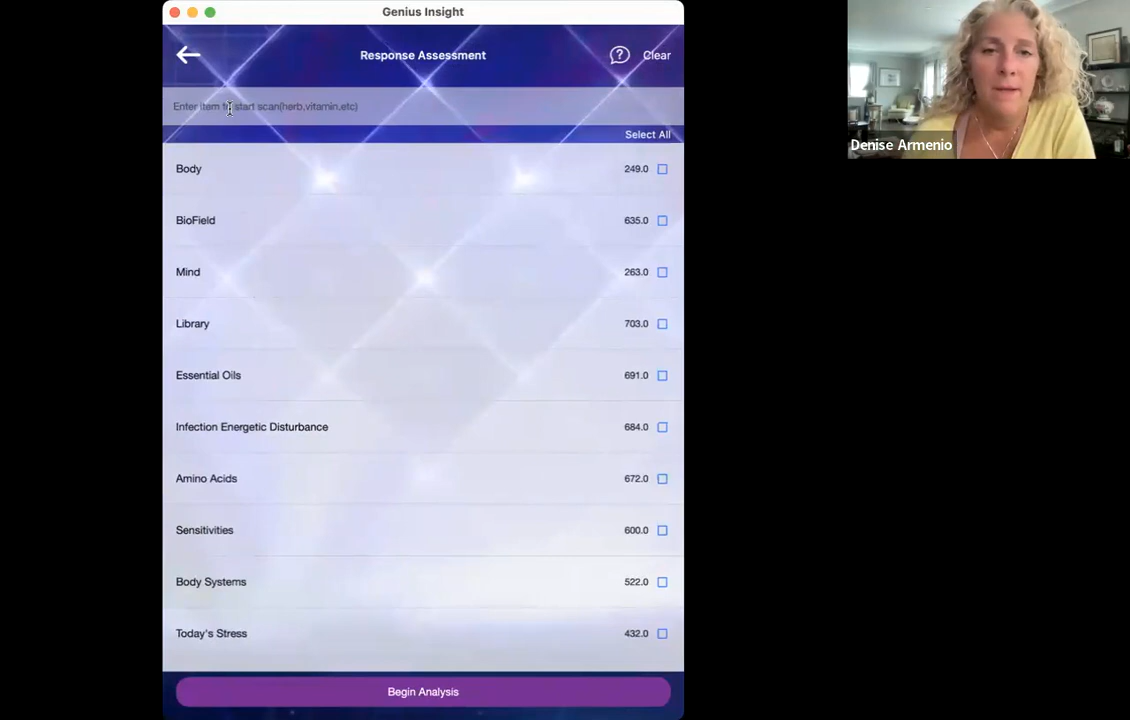 Genius Insight
Response Assessment
Clear
Enter item to start scan(herb,vitamin,etc)
Select All
Body 249.0
BioField 635.0
Mind 263.0
Library 703.0
Essential Oils 691.0
Infection Energetic Disturbance 684.0
Amino Acids 672.0
Sensitivities 600.0
Body Systems 522.0
Today's Stress 432.0
Begin Analysis
Denise Armenio